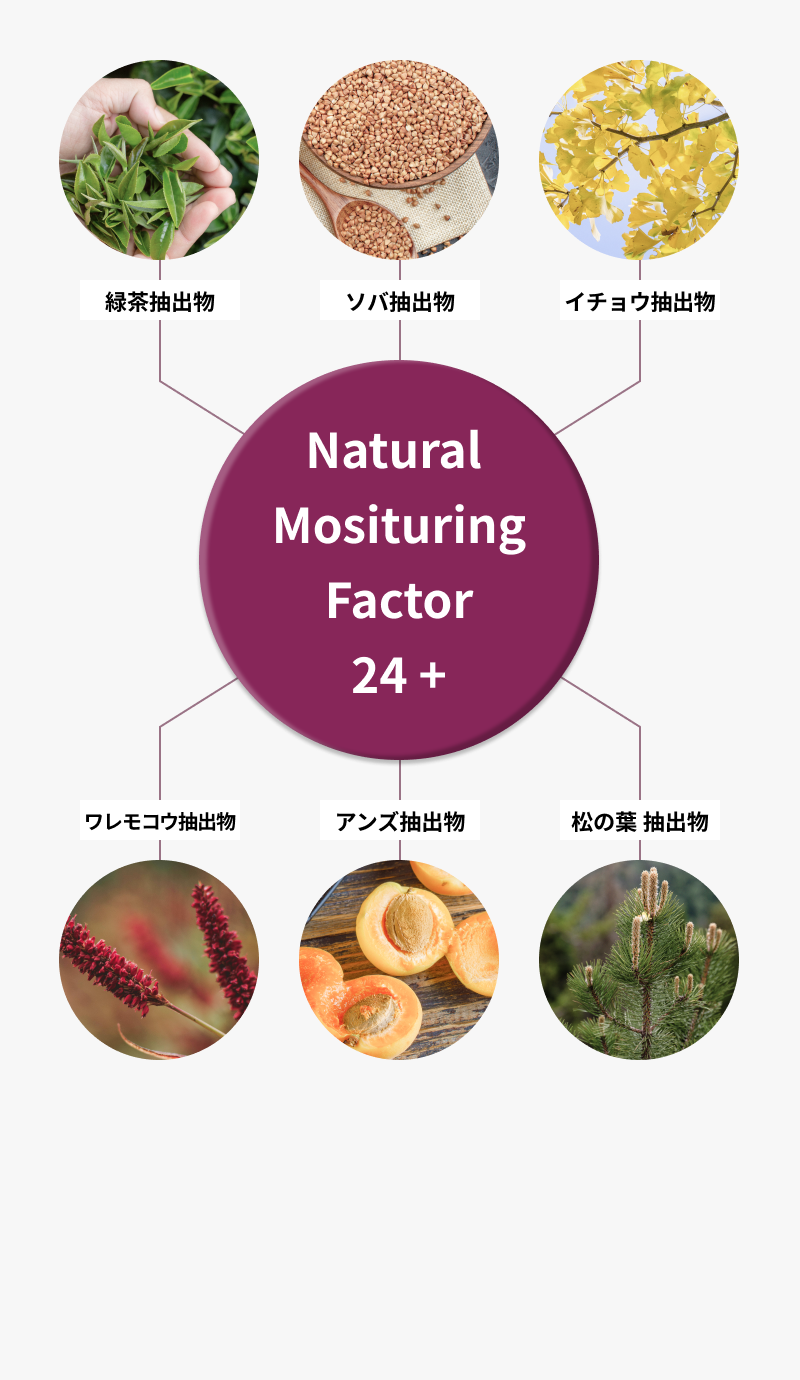 緑茶抽出物
ソバ抽出物
イチョウ抽出物
Natural
Mosituring
Factor
24 +
ワレモコウ抽出物
アンズ抽出物
松の葉 抽出物